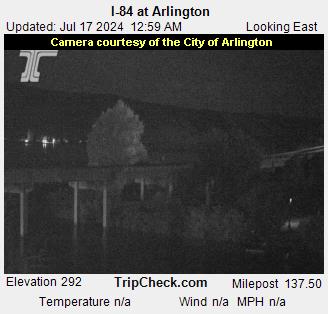 I-84 at Arlington
Updated: Jul 17 2024 12:59 AM Looking East
Camera courtesy of the City of Arlington
Elevation 292 TripCheck.com Milepost 137.50
Temperature n/a Wind n/a MPH n/a